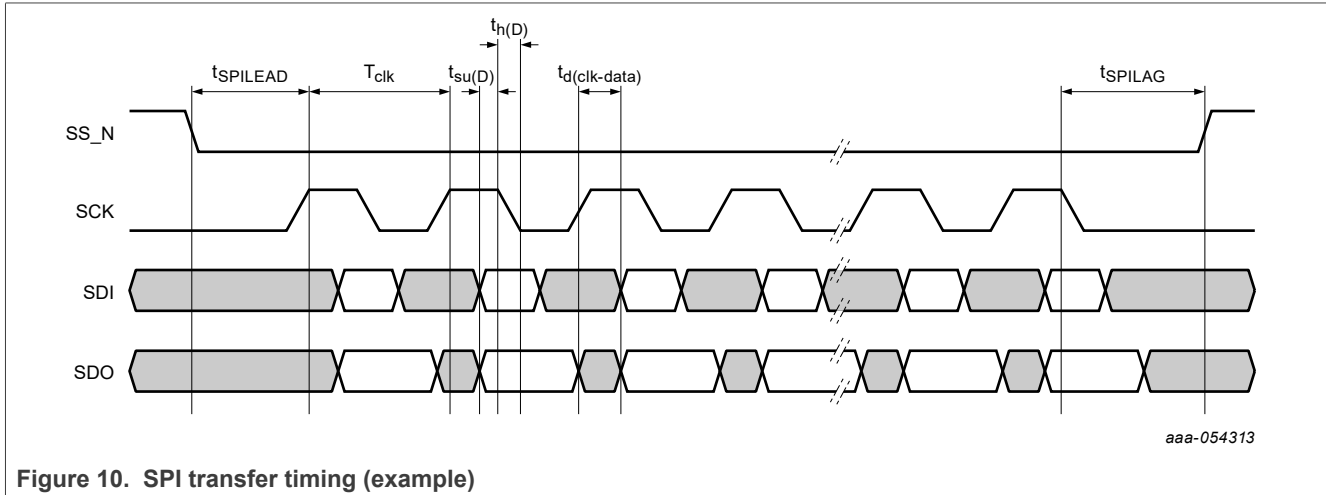 th(D)
tSPILEAD
Tclk
tsu(D)
td(clk-data)
tSPILAG
SS_N
SCK
SDI
SDO
aaa-054313
Figure 10. SPI transfer timing (example)